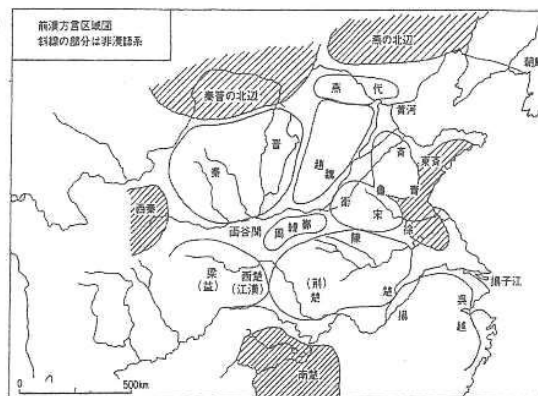 前漢方言区域図
斜線の部分は非漢語系
燕の北辺
秦晋の北辺
燕 代
黄河
晋
秦
趙
魏
斉
東斉
魯
衛
宋
西秦
函谷関
周 韓 鄭
陳
徐
梁
(益)
西楚
(江漢)
(荊)
楚
楚
揚
揚子江
呉
越
南楚
0
500km